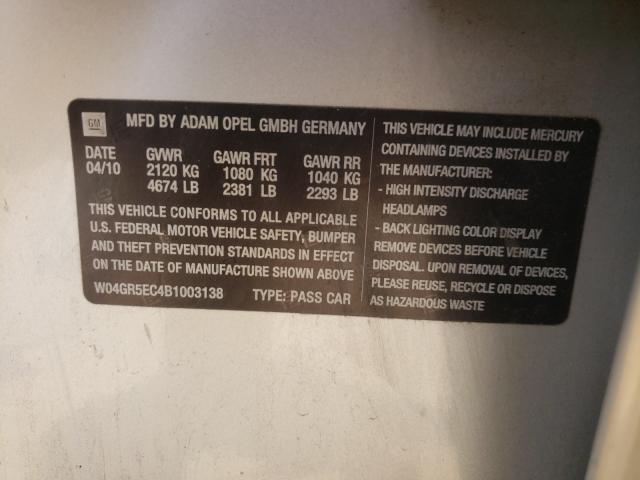 GM MFD BY ADAM OPEL GMBH GERMANY
DATE GVWR GAWR FRT GAWR RR
04/10 2120 KG 1080 KG 1040 KG
4674 LB 2381 LB 2293 LB
THIS VEHICLE CONFORMS TO ALL APPLICABLE
U.S. FEDERAL MOTOR VEHICLE SAFETY, BUMPER
AND THEFT PREVENTION STANDARDS IN EFFECT
ON THE DATE OF MANUFACTURE SHOWN ABOVE
W04GR5EC4B1003138 TYPE: PASS CAR
THIS VEHICLE MAY INCLUDE MERCURY
CONTAINING DEVICES INSTALLED BY
THE MANUFACTURER:
- HIGH INTENSITY DISCHARGE
HEADLAMPS
- BACK LIGHTING COLOR DISPLAY
REMOVE DEVICES BEFORE VEHICLE
DISPOSAL. UPON REMOVAL OF DEVICES,
PLEASE REUSE, RECYCLE OR DISPOSE
AS HAZARDOUS WASTE